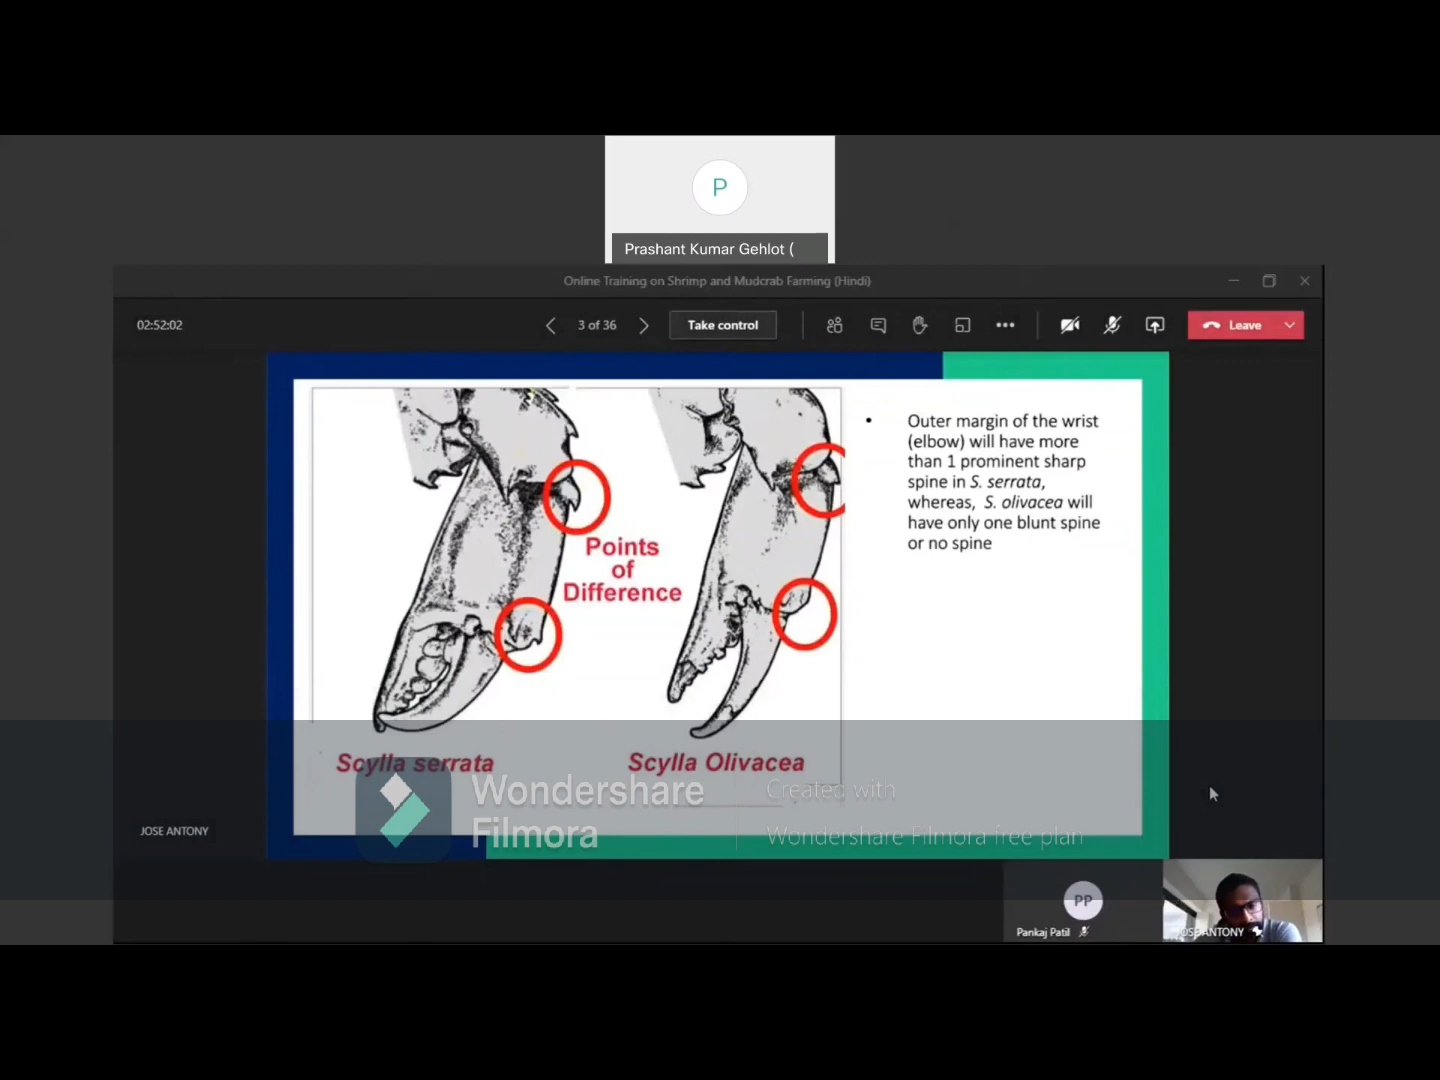 P
Prashant Kumar Gehlot (
Online Training on Shrimp and Mudcrab Farming (Hindi)
02:52:02
3 of 36
Take control
Leave
Points
of
Difference
Scylla serrata
Scylla Olivacea
• Outer margin of the wrist
(elbow) will have more
than 1 prominent sharp
spine in S. serrata,
whereas, S. olivacea will
have only one blunt spine
or no spine
Wondershare
Filmora
Created with
Wondershare Filmora free plan
JOSE ANTONY
PP
Pankaj Patil
JOSE ANTONY